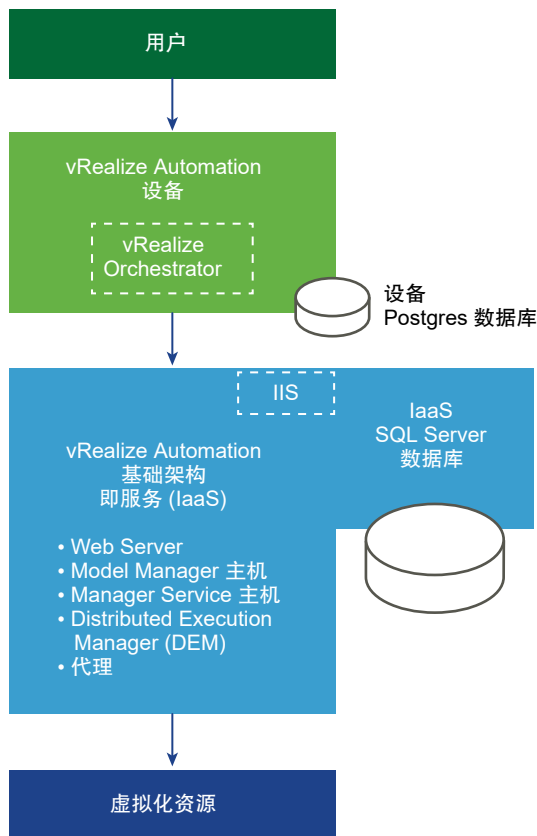 用户
vRealize Automation
设备
vRealize
Orchestrator
设备
Postgres 数据库
IIS
IaaS
SQL Server
数据库
vRealize Automation
基础架构
即服务 (IaaS)
• Web Server
• Model Manager 主机
• Manager Service 主机
• Distributed Execution
Manager (DEM)
• 代理
虚拟化资源